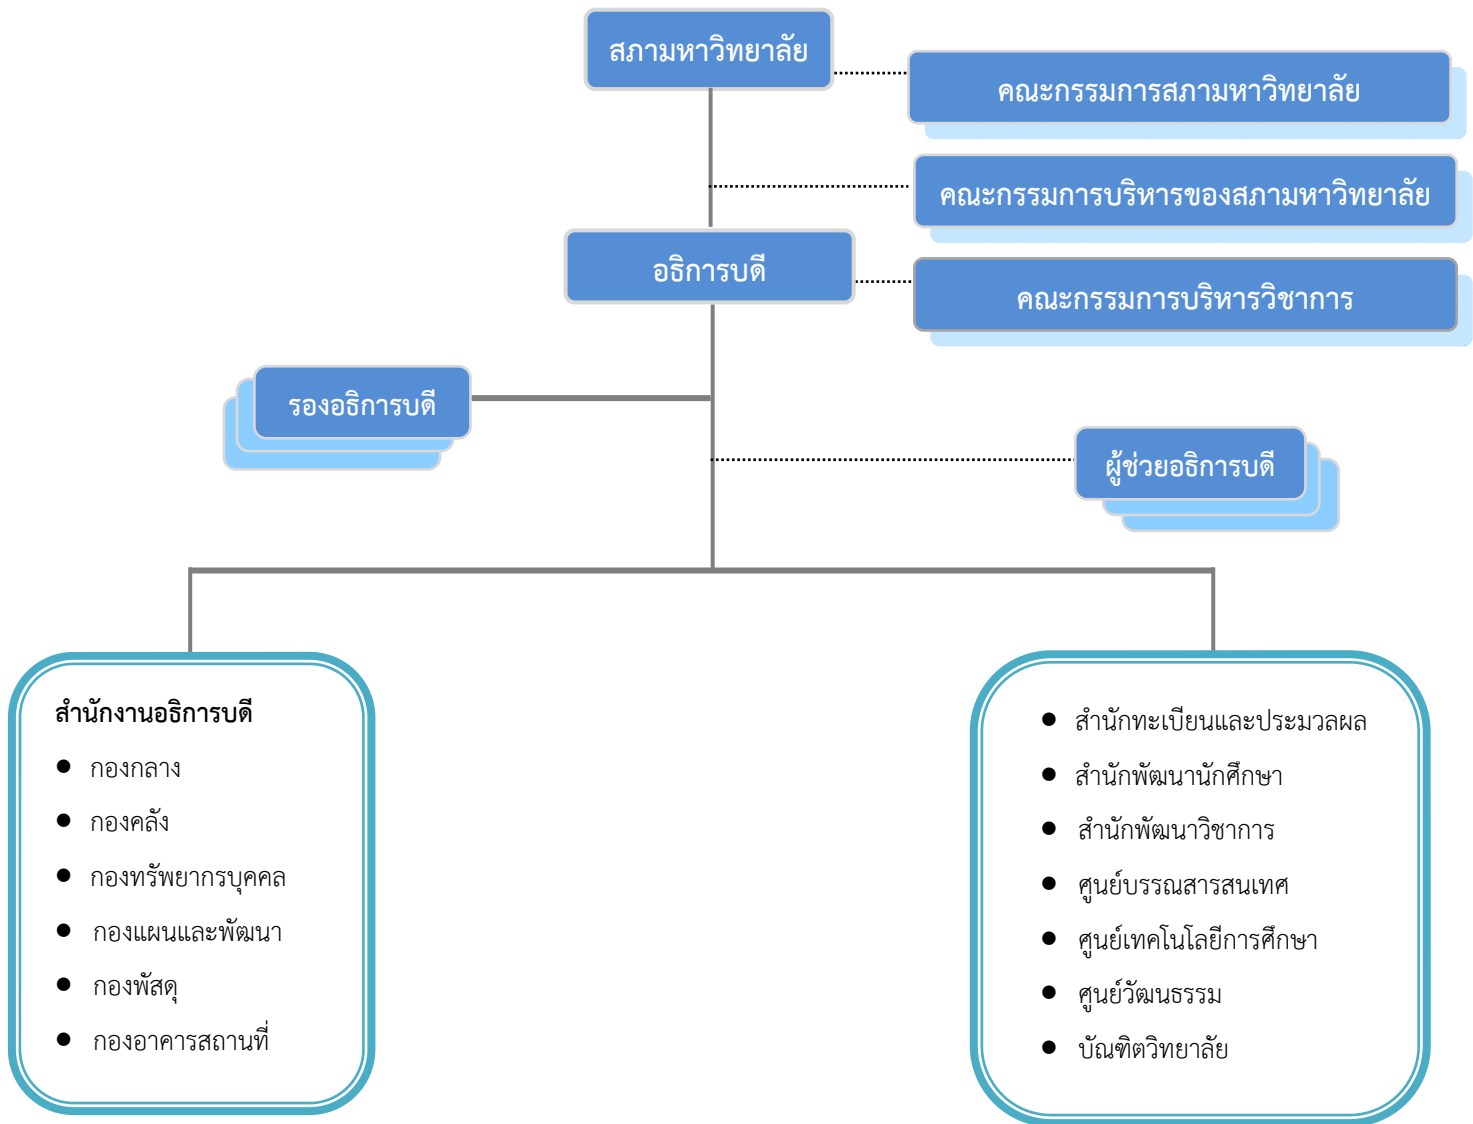 สภามหาวิทยาลัย
คณะกรรมการสภามหาวิทยาลัย
คณะกรรมการบริหารของสภามหาวิทยาลัย
อธิการบดี
คณะกรรมการบริหารวิชาการ
รองอธิการบดี
ผู้ช่วยอธิการบดี
สำนักงานอธิการบดี
● กองกลาง
● กองคลัง
● กองทรัพยากรบุคคล
● กองแผนและพัฒนา
● กองพัสดุ
● กองอาคารสถานที่
● สำนักทะเบียนและประมวลผล
● สำนักพัฒนานักศึกษา
● สำนักพัฒนาวิชาการ
● ศูนย์บรรณสารสนเทศ
● ศูนย์เทคโนโลยีการศึกษา
● ศูนย์วัฒนธรรม
● บัณฑิตวิทยาลัย